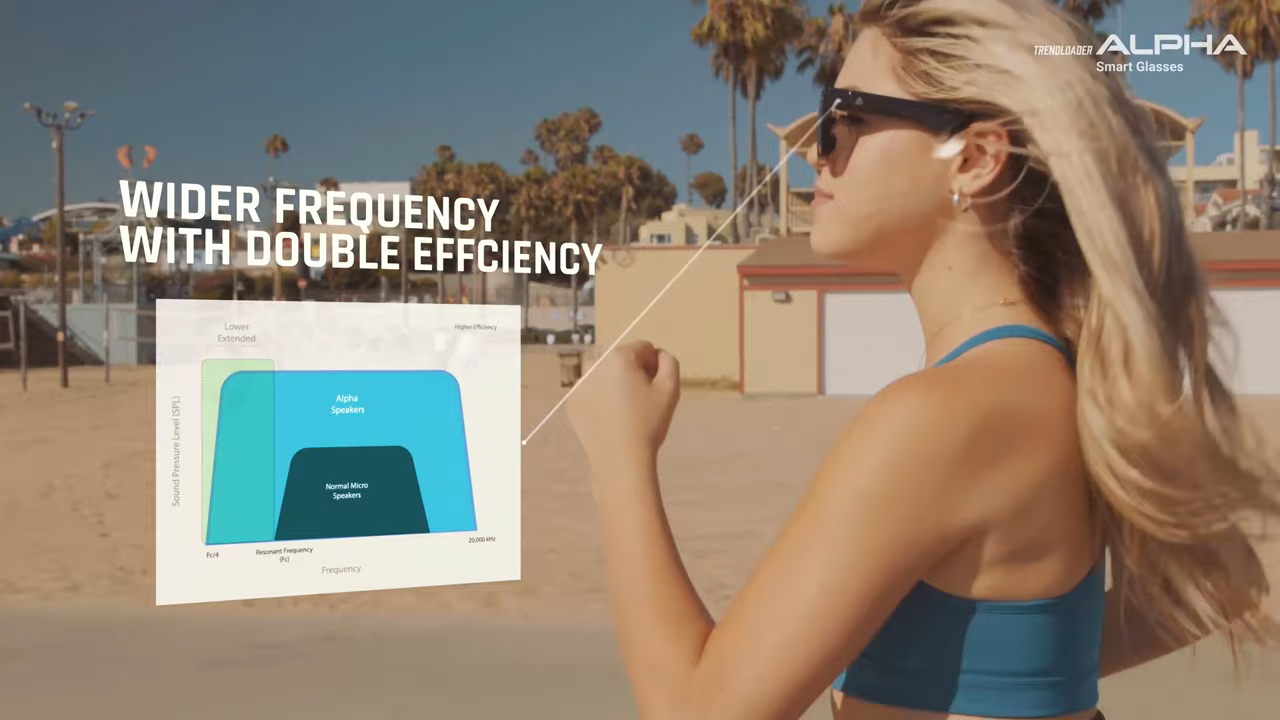 TRENDLOADER ALPHA
Smart Glasses
WIDER FREQUENCY
WITH DOUBLE EFFCIENCY
Lower
Extended
Higher Efficiency
Sound Pressure Level (SPL)
Alpha
Speakers
Normal Micro
Speakers
Fc/4
Resonant Frequency
(Fc)
20,000 kHz
Frequency